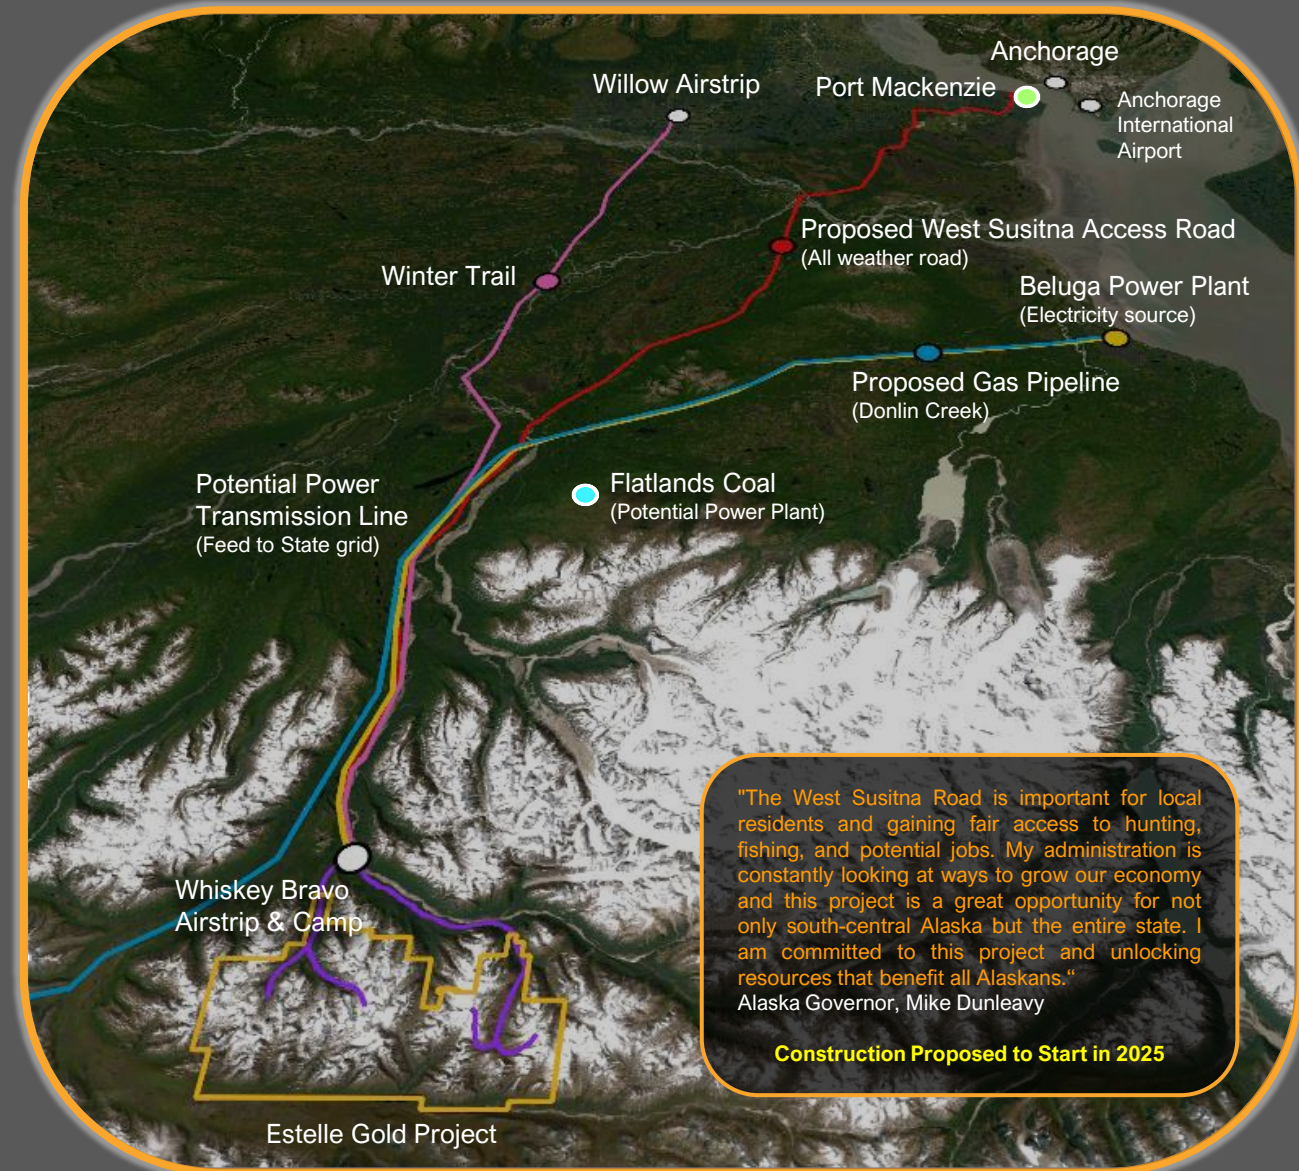 Anchorage
Willow Airstrip
Port Mackenzie
Anchorage
International
Airport
Proposed West Susitna Access Road
(All weather road)
Winter Trail
Beluga Power Plant
(Electricity source)
Proposed Gas Pipeline
(Donlin Creek)
Potential Power
Transmission Line
(Feed to State grid)
Flatlands Coal
(Potential Power Plant)
"The West Susitna Road is important for local
residents and gaining fair access to hunting,
fishing, and potential jobs. My administration is
constantly looking at ways to grow our economy
and this project is a great opportunity for not
only south-central Alaska but the entire state. I
am committed to this project and unlocking
resources that benefit all Alaskans.“
Alaska Governor, Mike Dunleavy
Construction Proposed to Start in 2025
Whiskey Bravo
Airstrip & Camp
Estelle Gold Project